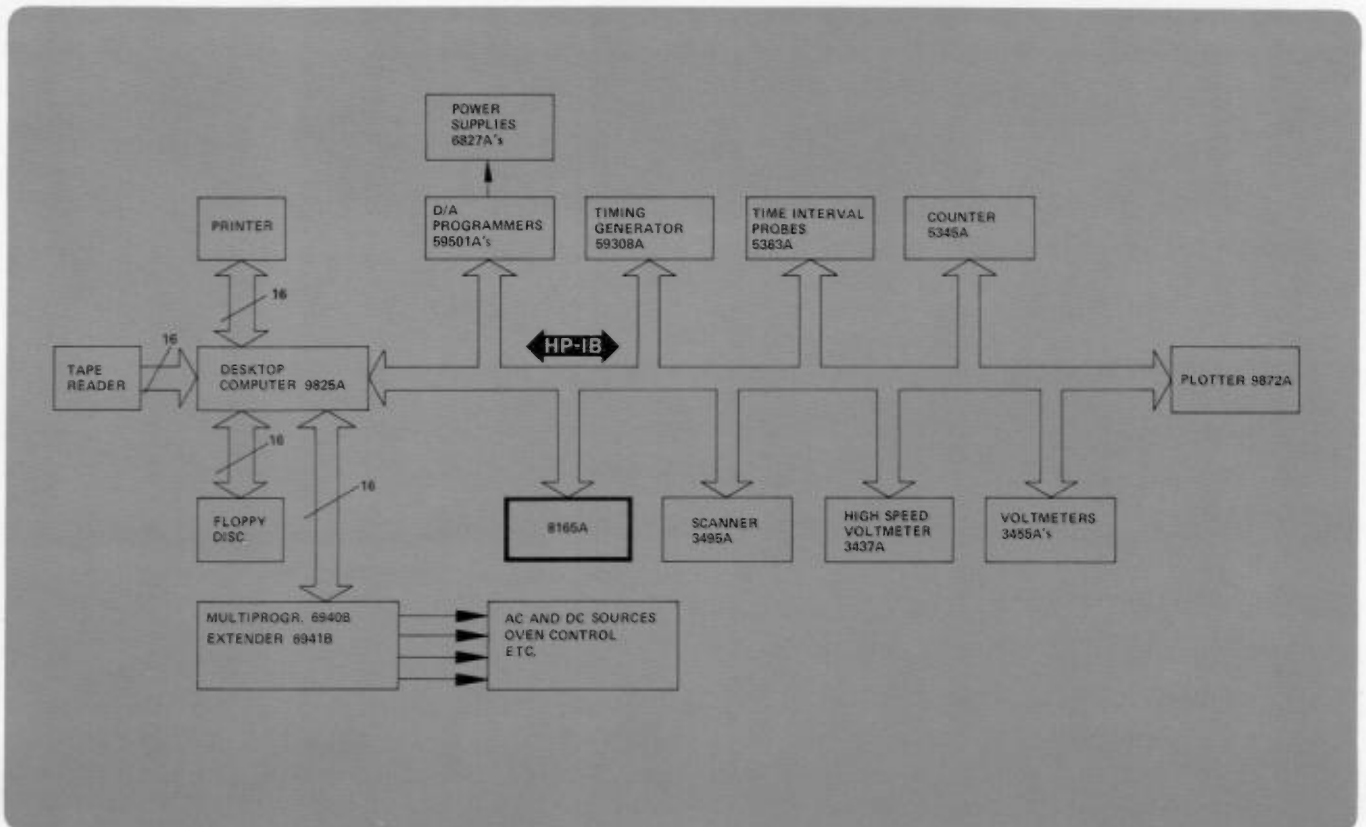 POWER
SUPPLIES
6827A's
PRINTER
D/A
PROGRAMMERS
59501A's
TIMING
GENERATOR
59308A
TIME INTERVAL
PROBES
5363A
COUNTER
5345A
16
HP-IB
16
TAPE
READER
DESKTOP
COMPUTER 9825A
PLOTTER 9872A
16
16
FLOPPY
DISC.
8165A
SCANNER
3495A
HIGH SPEED
VOLTMETER
3437A
VOLTMETERS
3455A's
MULTIPROGR. 6940B
EXTENDER 6941B
AC AND DC SOURCES
OVEN CONTROL
ETC.